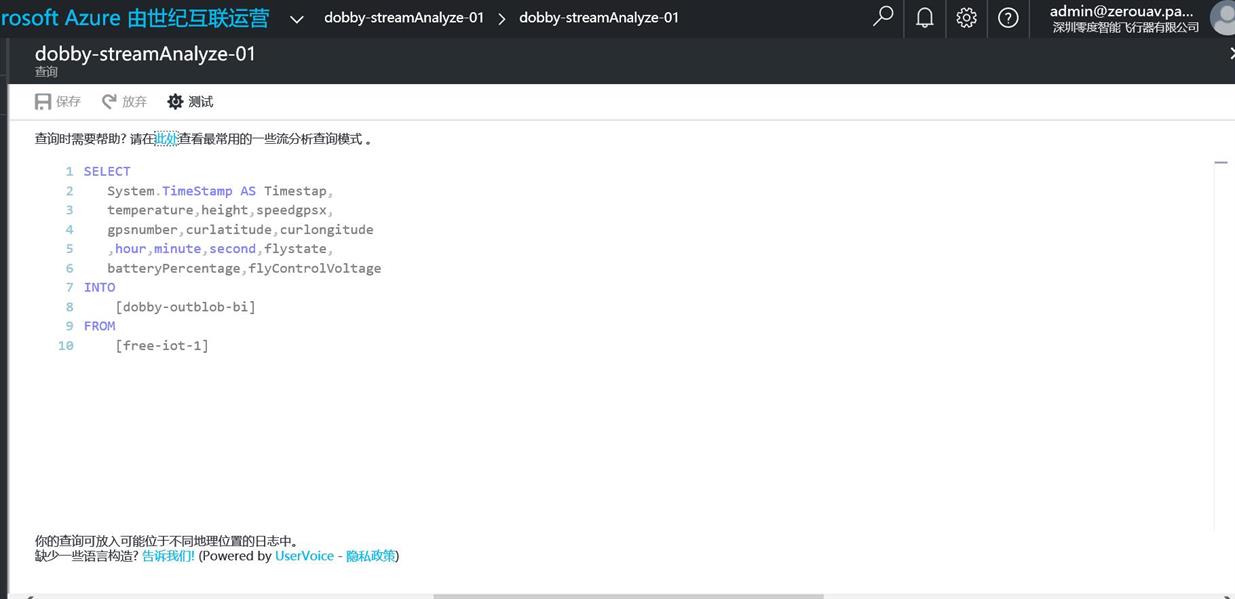 rosoft Azure 由世纪互联运营 dobby-streamAnalyze-01 dobby-streamAnalyze-01 admin@zerouav.pa...
深圳零度智能飞行器有限公司
dobby-streamAnalyze-01
查询
保存 放弃 测试
查询时需要帮助? 请在此处查看最常用的一些流分析查询模式 。
1 SELECT
2 System.TimeStamp AS Timestap,
3 temperature,height,speedgpsx,
4 gpsnumber,curlatitude,curlongitude
5 ,hour,minute,second,flystate,
6 batteryPercentage,flyControlVoltage
7 INTO
8 [dobby-outblob-bi]
9 FROM
10 [free-iot-1]
你的查询可放入可能位于不同地理位置的日志中。
缺少一些语言构造? 告诉我们! (Powered by UserVoice - 隐私政策)